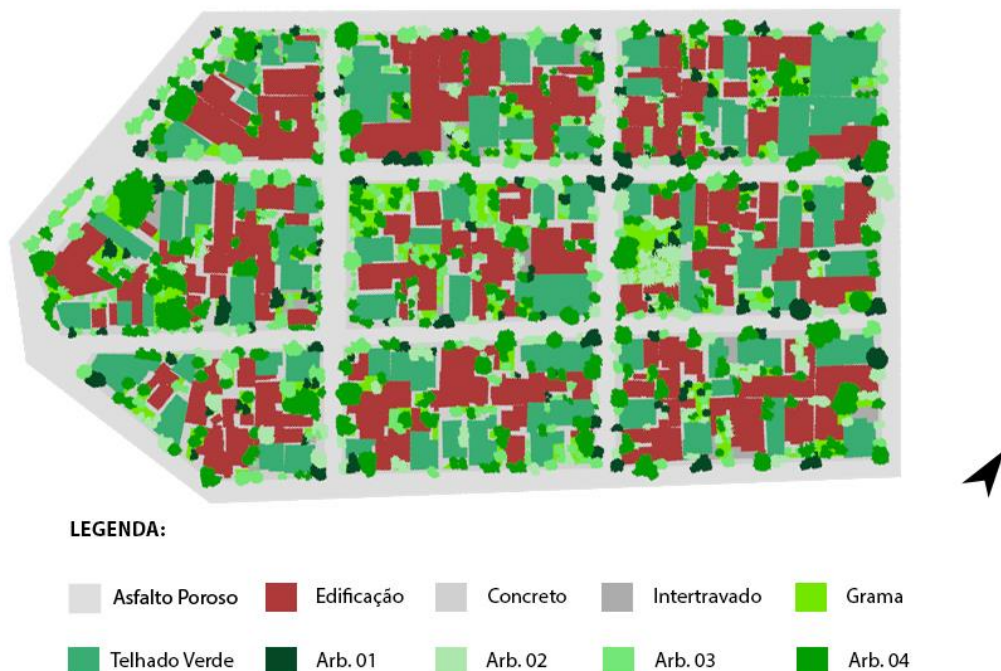 LEGENDA:
Asfalto Poroso Edificação Concreto Intertravado Grama
Telhado Verde Arb. 01 Arb. 02 Arb. 03 Arb. 04